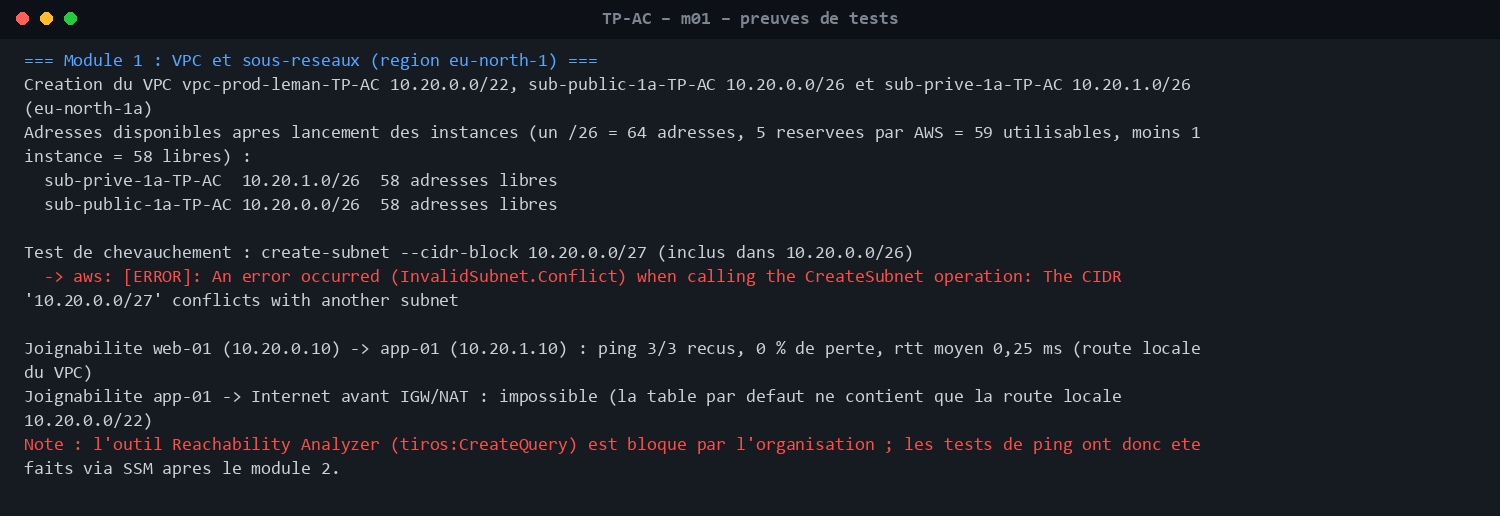 TP-AC – m01 – preuves de tests
=== Module 1 : VPC et sous-reseaux (region eu-north-1) ===
Creation du VPC vpc-prod-leman-TP-AC 10.20.0.0/22, sub-public-1a-TP-AC 10.20.0.0/26 et sub-prive-1a-TP-AC 10.20.1.0/26
(eu-north-1a)
Adresses disponibles apres lancement des instances (un /26 = 64 adresses, 5 reservees par AWS = 59 utilisables, moins 1
instance = 58 libres) :
  sub-prive-1a-TP-AC  10.20.1.0/26  58 adresses libres
  sub-public-1a-TP-AC 10.20.0.0/26  58 adresses libres
Test de chevauchement : create-subnet --cidr-block 10.20.0.0/27 (inclus dans 10.20.0.0/26)
  -> aws: [ERROR]: An error occurred (InvalidSubnet.Conflict) when calling the CreateSubnet operation: The CIDR
'10.20.0.0/27' conflicts with another subnet
Joignabilite web-01 (10.20.0.10) -> app-01 (10.20.1.10) : ping 3/3 recus, 0 % de perte, rtt moyen 0,25 ms (route locale
du VPC)
Joignabilite app-01 -> Internet avant IGW/NAT : impossible (la table par defaut ne contient que la route locale
10.20.0.0/22)
Note : l'outil Reachability Analyzer (tiros:CreateQuery) est bloque par l'organisation ; les tests de ping ont donc ete
faits via SSM apres le module 2.